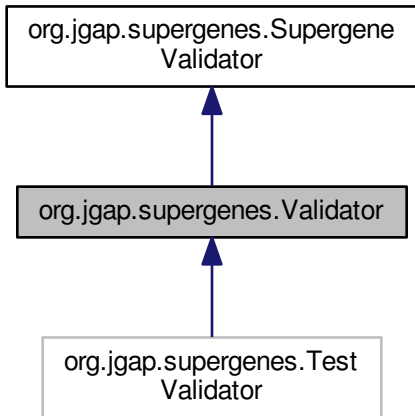 org.jgap.supergenes.Supergene
Validator
org.jgap.supergenes.Validator
org.jgap.supergenes.Test
Validator